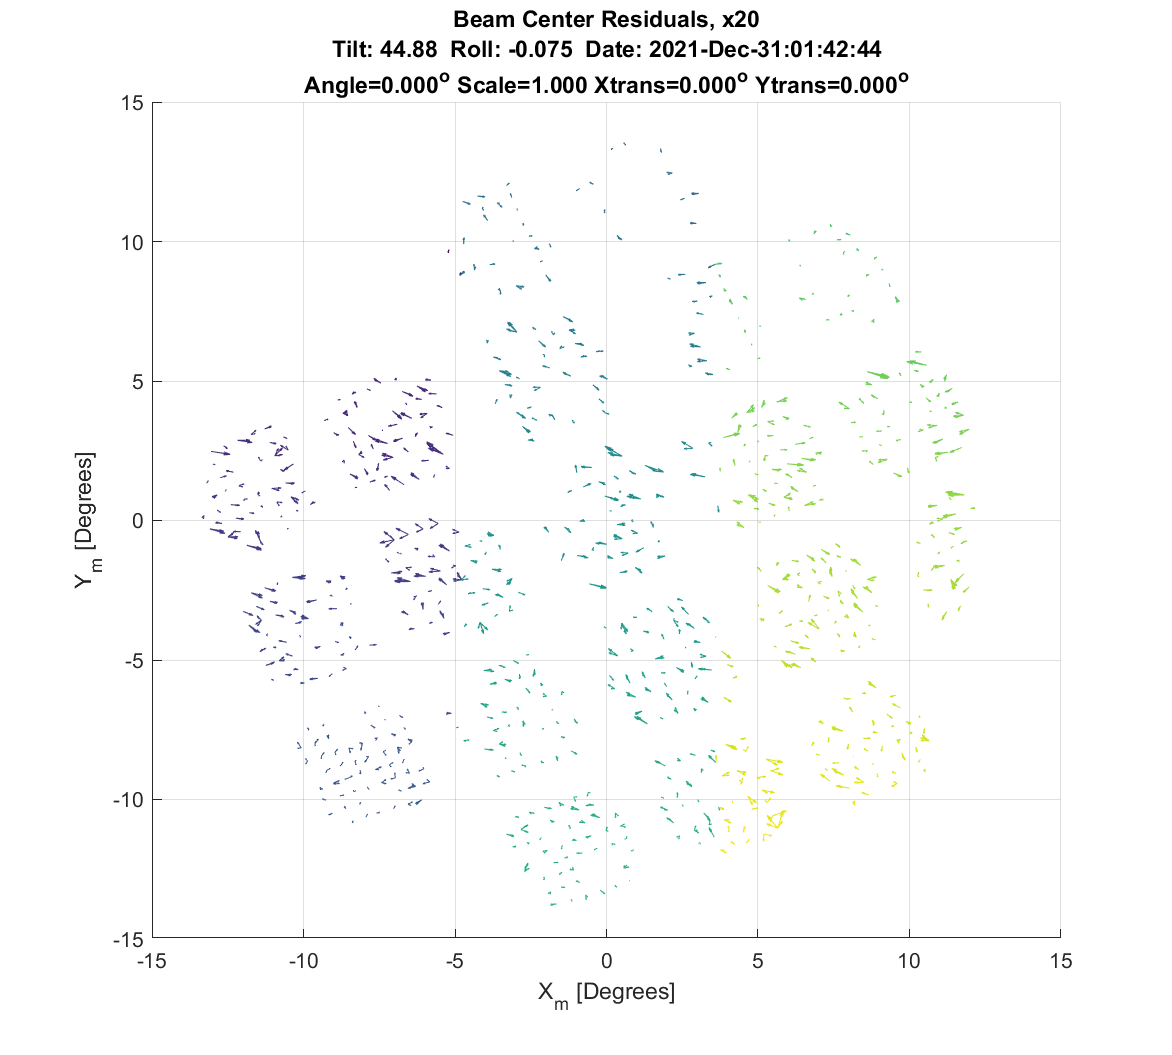 Beam Center Residuals, x20
Tilt: 44.88 Roll: -0.075 Date: 2021-Dec-31:01:42:44
Angle=0.000° Scale=1.000 Xtrans=0.000° Ytrans=0.000°
15
10
5
0
-5
-10
-15
Y_m [Degrees]
-15 -10 -5 0 5 10 15
X_m [Degrees]